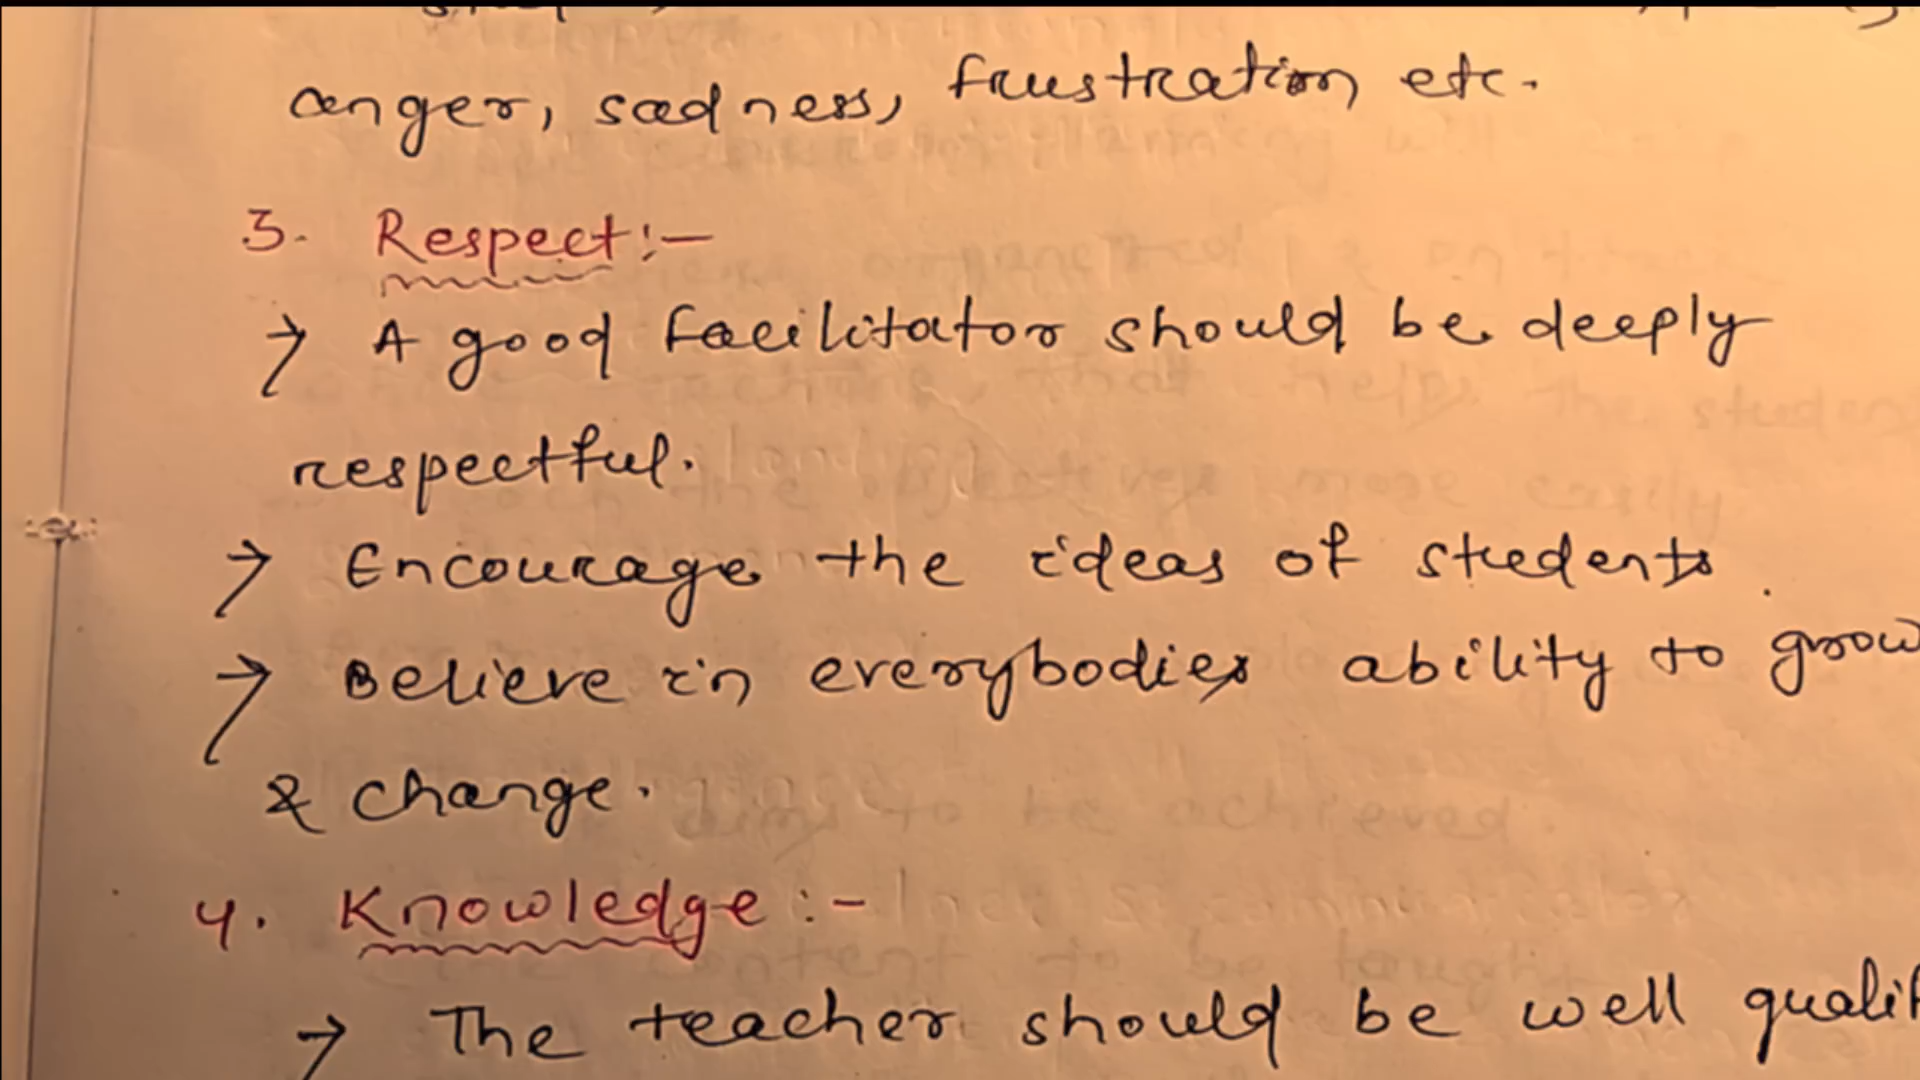 anger, sadness, frustration etc.
3. Respect :-
→ A good facilitator should be deeply
respectful.
→ Encourage the ideas of students.
→ Believe in everybodies ability to grow
& change.
4. Knowledge :-
→ The teacher should be well